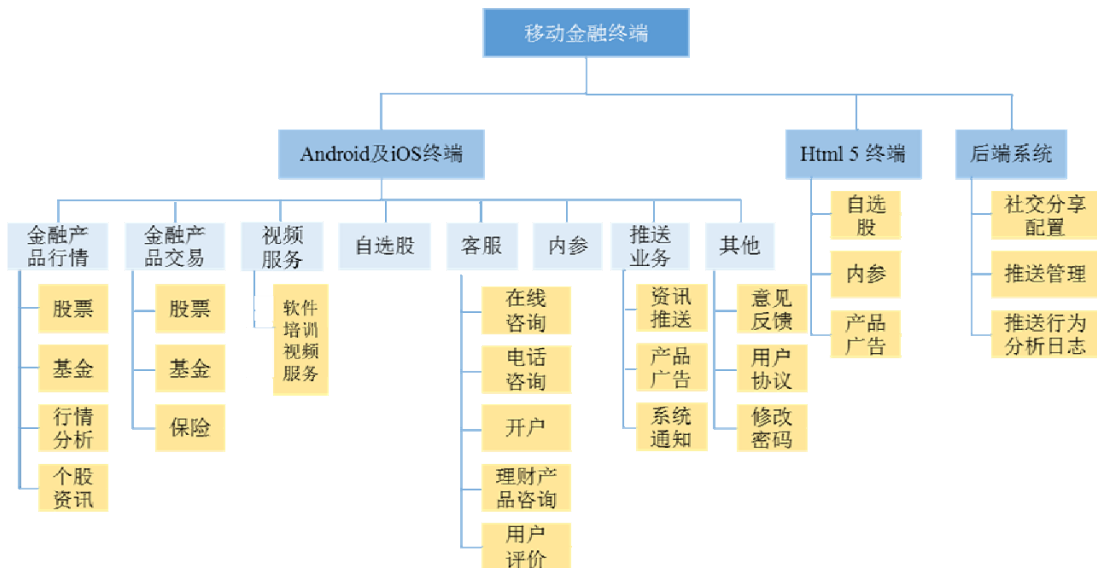 移动金融终端
Android及iOS终端
Html 5 终端
后端系统
金融产
品行情
金融产
品交易
视频
服务
自选股
客服
内参
推送
业务
其他
股票
基金
行情
分析
个股
资讯
股票
基金
保险
软件
培训
视频
服务
在线
咨询
电话
咨询
开户
理财产
品咨询
用户
评价
资讯
推送
产品
广告
系统
通知
意见
反馈
用户
协议
修改
密码
自选
股
内参
产品
广告
社交分享
配置
推送管理
推送行为
分析日志